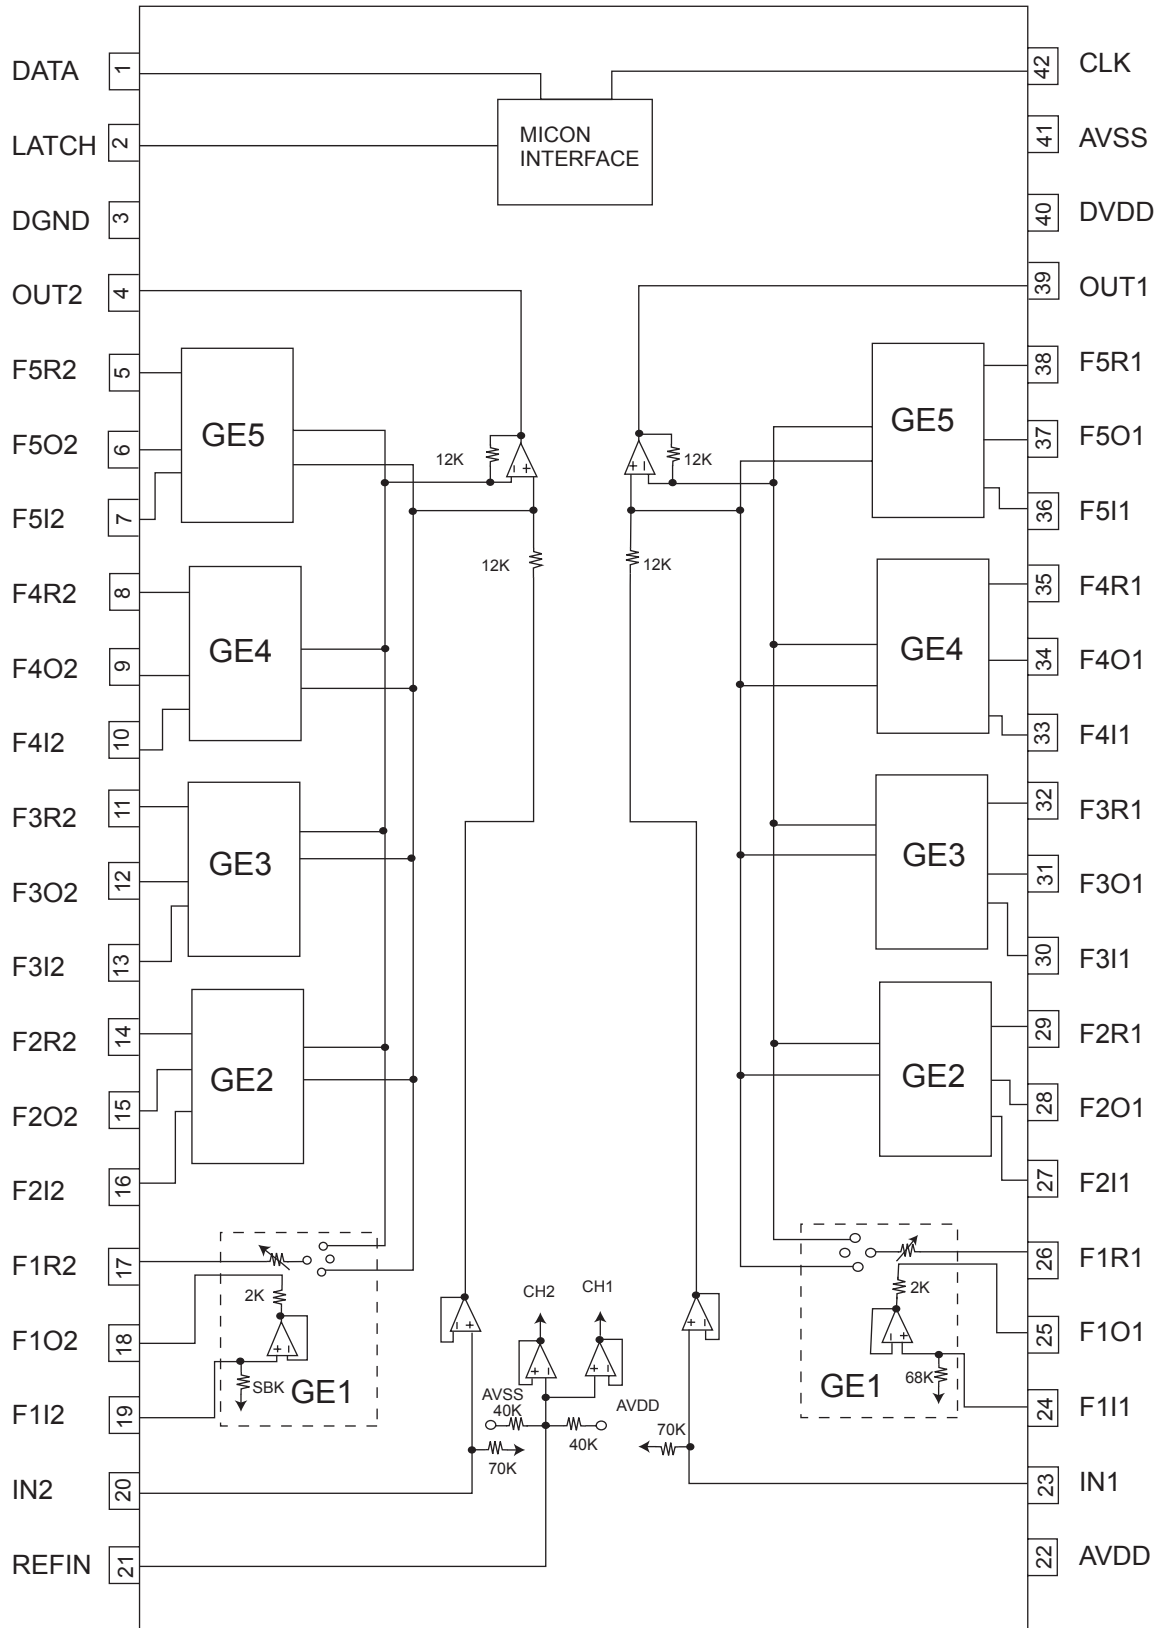 DATA 1
LATCH 2
DGND 3
OUT2 4
F5R2 5
F5O2 6
F5I2 7
F4R2 8
F4O2 9
F4I2 10
F3R2 11
F3O2 12
F3I2 13
F2R2 14
F2O2 15
F2I2 16
F1R2 17
F1O2 18
F1I2 19
IN2 20
REFIN 21
MICON
INTERFACE
GE5
GE4
GE3
GE2
2K
SBK
GE1
12K
12K
12K
12K
CH2
CH1
AVSS
40K
AVDD
40K
70K
70K
GE5
GE4
GE3
GE2
2K
68K
GE1
42 CLK
41 AVSS
40 DVDD
39 OUT1
38 F5R1
37 F5O1
36 F5I1
35 F4R1
34 F4O1
33 F4I1
32 F3R1
31 F3O1
30 F3I1
29 F2R1
28 F2O1
27 F2I1
26 F1R1
25 F1O1
24 F1I1
23 IN1
22 AVDD